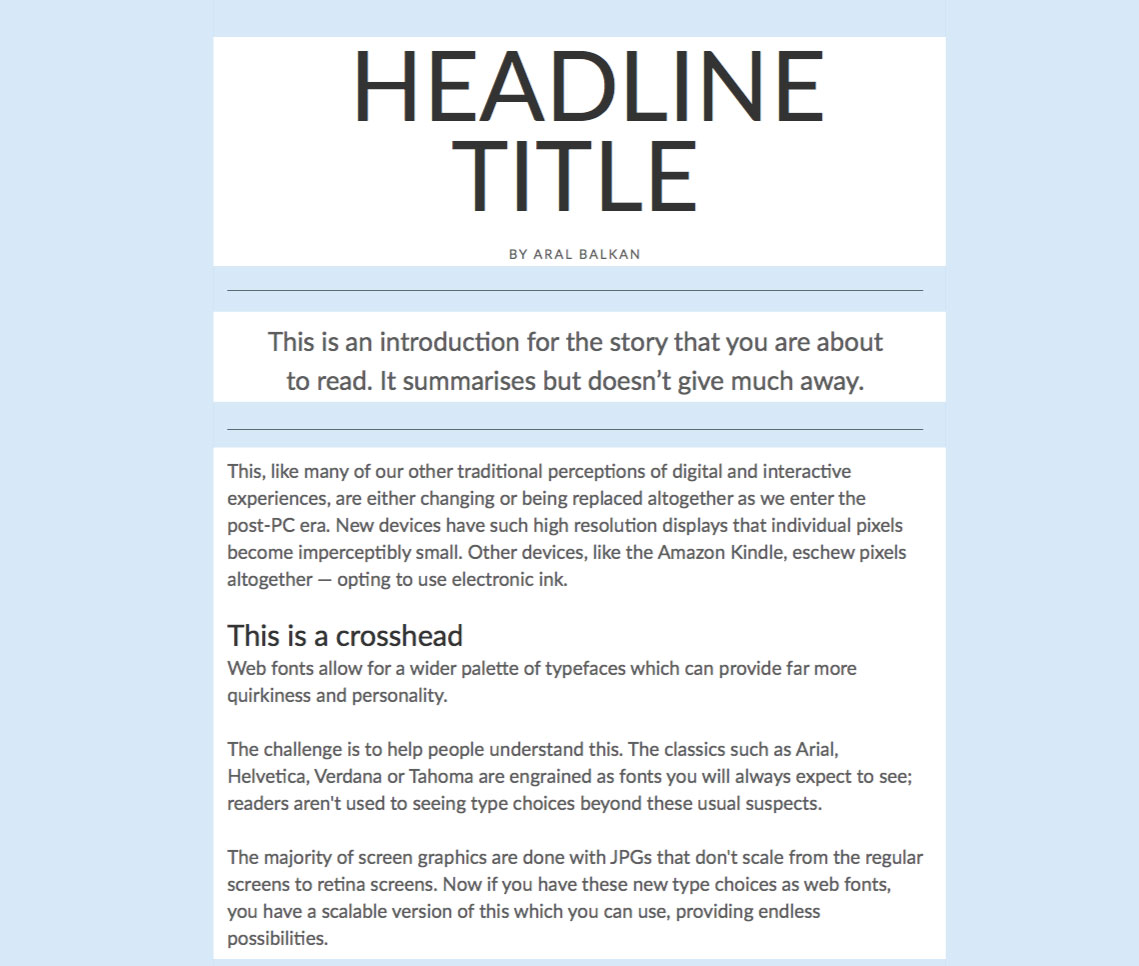 HEADLINE
TITLE
BY ARAL BALKAN
This is an introduction for the story that you are about
to read. It summarises but doesn’t give much away.
This, like many of our other traditional perceptions of digital and interactive
experiences, are either changing or being replaced altogether as we enter the
post-PC era. New devices have such high resolution displays that individual pixels
become imperceptibly small. Other devices, like the Amazon Kindle, eschew pixels
altogether — opting to use electronic ink.
This is a crosshead
Web fonts allow for a wider palette of typefaces which can provide far more
quirkiness and personality.
The challenge is to help people understand this. The classics such as Arial,
Helvetica, Verdana or Tahoma are engrained as fonts you will always expect to see;
readers aren't used to seeing type choices beyond these usual suspects.
The majority of screen graphics are done with JPGs that don't scale from the regular
screens to retina screens. Now if you have these new type choices as web fonts,
you have a scalable version of this which you can use, providing endless
possibilities.